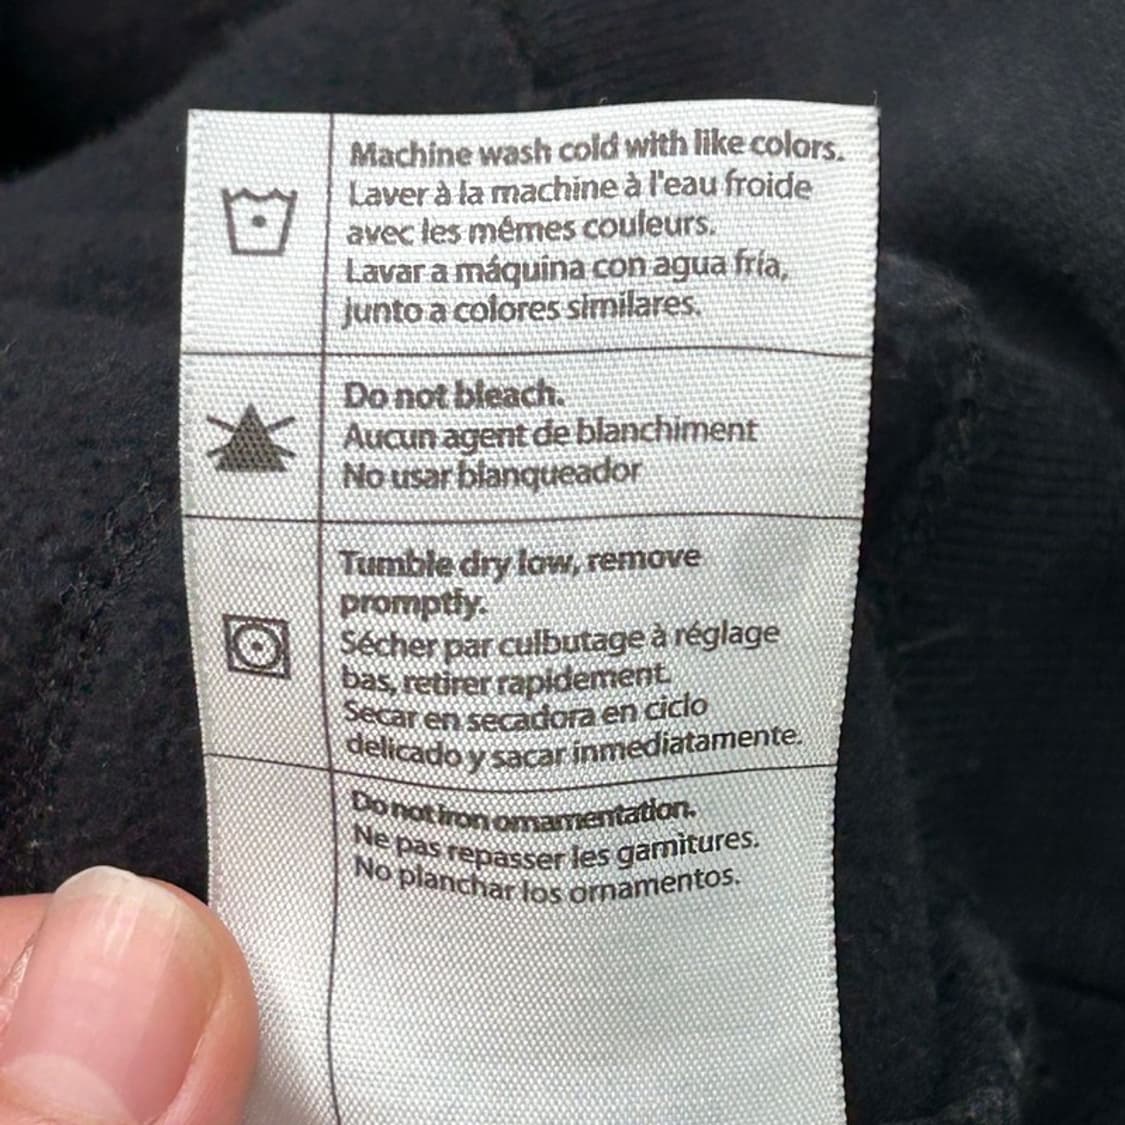 Machine wash cold with like colors.
Laver à la machine à l'eau froide
avec les mêmes couleurs.
Lavar a máquina con agua fría,
junto a colores similares.
Do not bleach.
Aucun agent de blanchiment
No usar blanqueador
Tumble dry low, remove
promptly.
Sécher par culbutage à réglage
bas, retirer rapidement.
Secar en secadora en ciclo
delicado y sacar inmediatamente.
Do not iron ornamentation.
Ne pas repasser les garnitures.
No planchar los ornamentos.